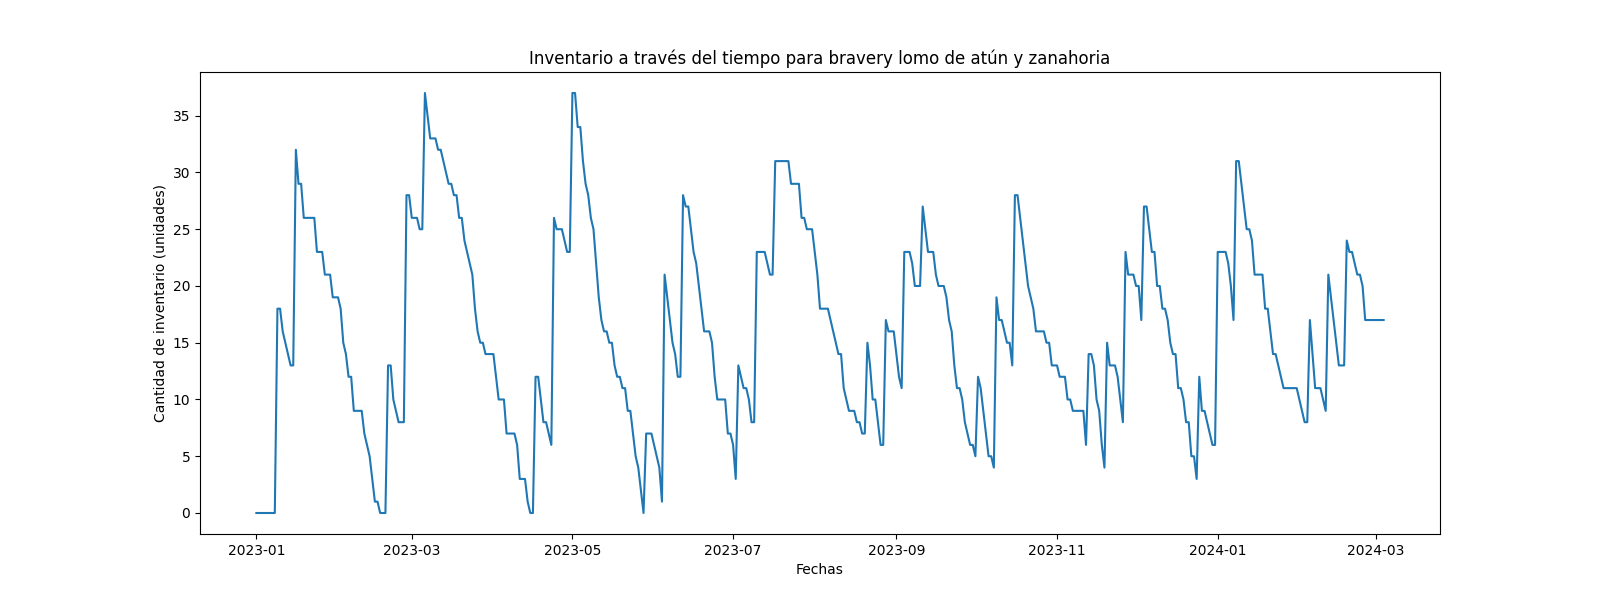 Inventario a través del tiempo para bravery lomo de atún y zanahoria
Cantidad de inventario (unidades)
35
30
25
20
15
10
5
0
2023-01 2023-03 2023-05 2023-07 2023-09 2023-11 2024-01 2024-03
Fechas